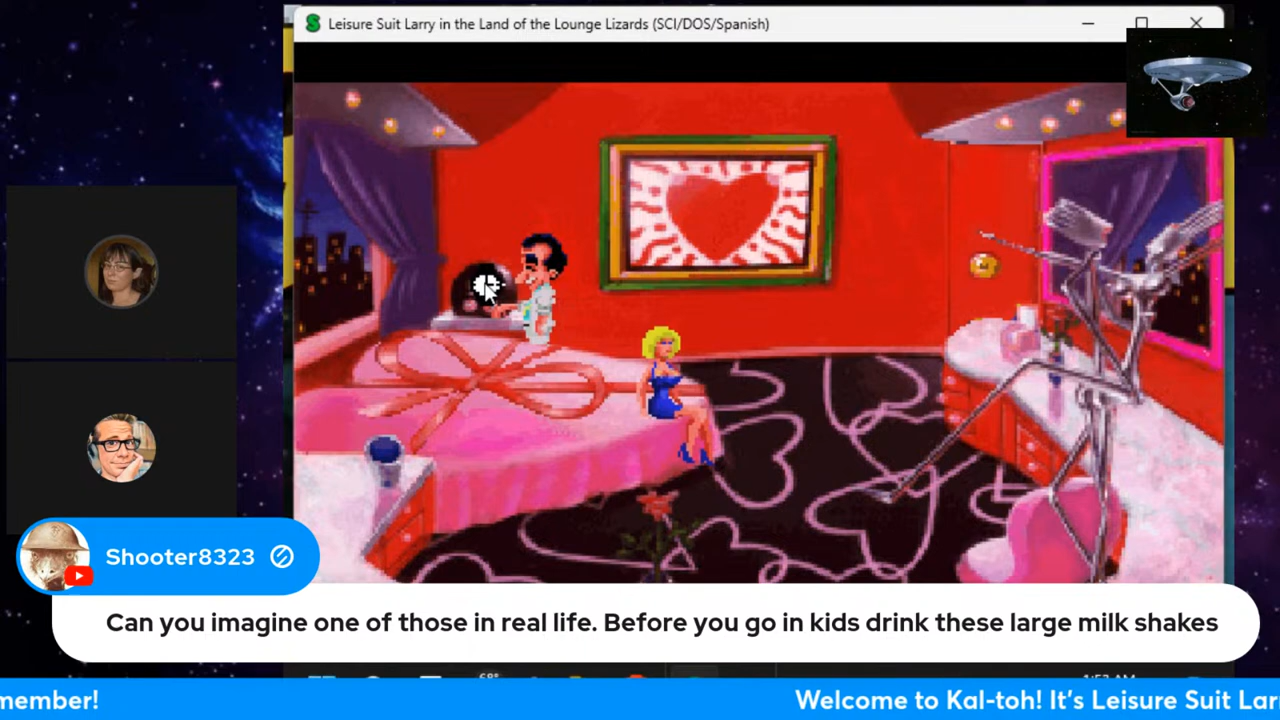 Leisure Suit Larry in the Land of the Lounge Lizards (SCI/DOS/Spanish)
Shooter8323
Can you imagine one of those in real life. Before you go in kids drink these large milk shakes
member!
Welcome to Kal-toh! It's Leisure Suit Lar